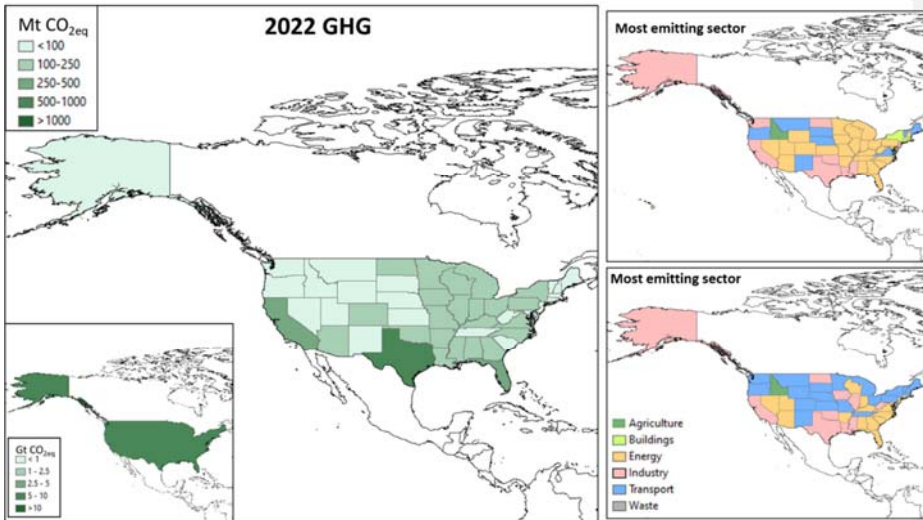 Mt CO2eq
<100
100-250
250-500
500-1000
>1000
2022 GHG
Gt CO2eq
< 1
1 - 2.5
2.5 - 5
5 - 10
>10
Most emitting sector
Most emitting sector
Agriculture
Buildings
Energy
Industry
Transport
Waste